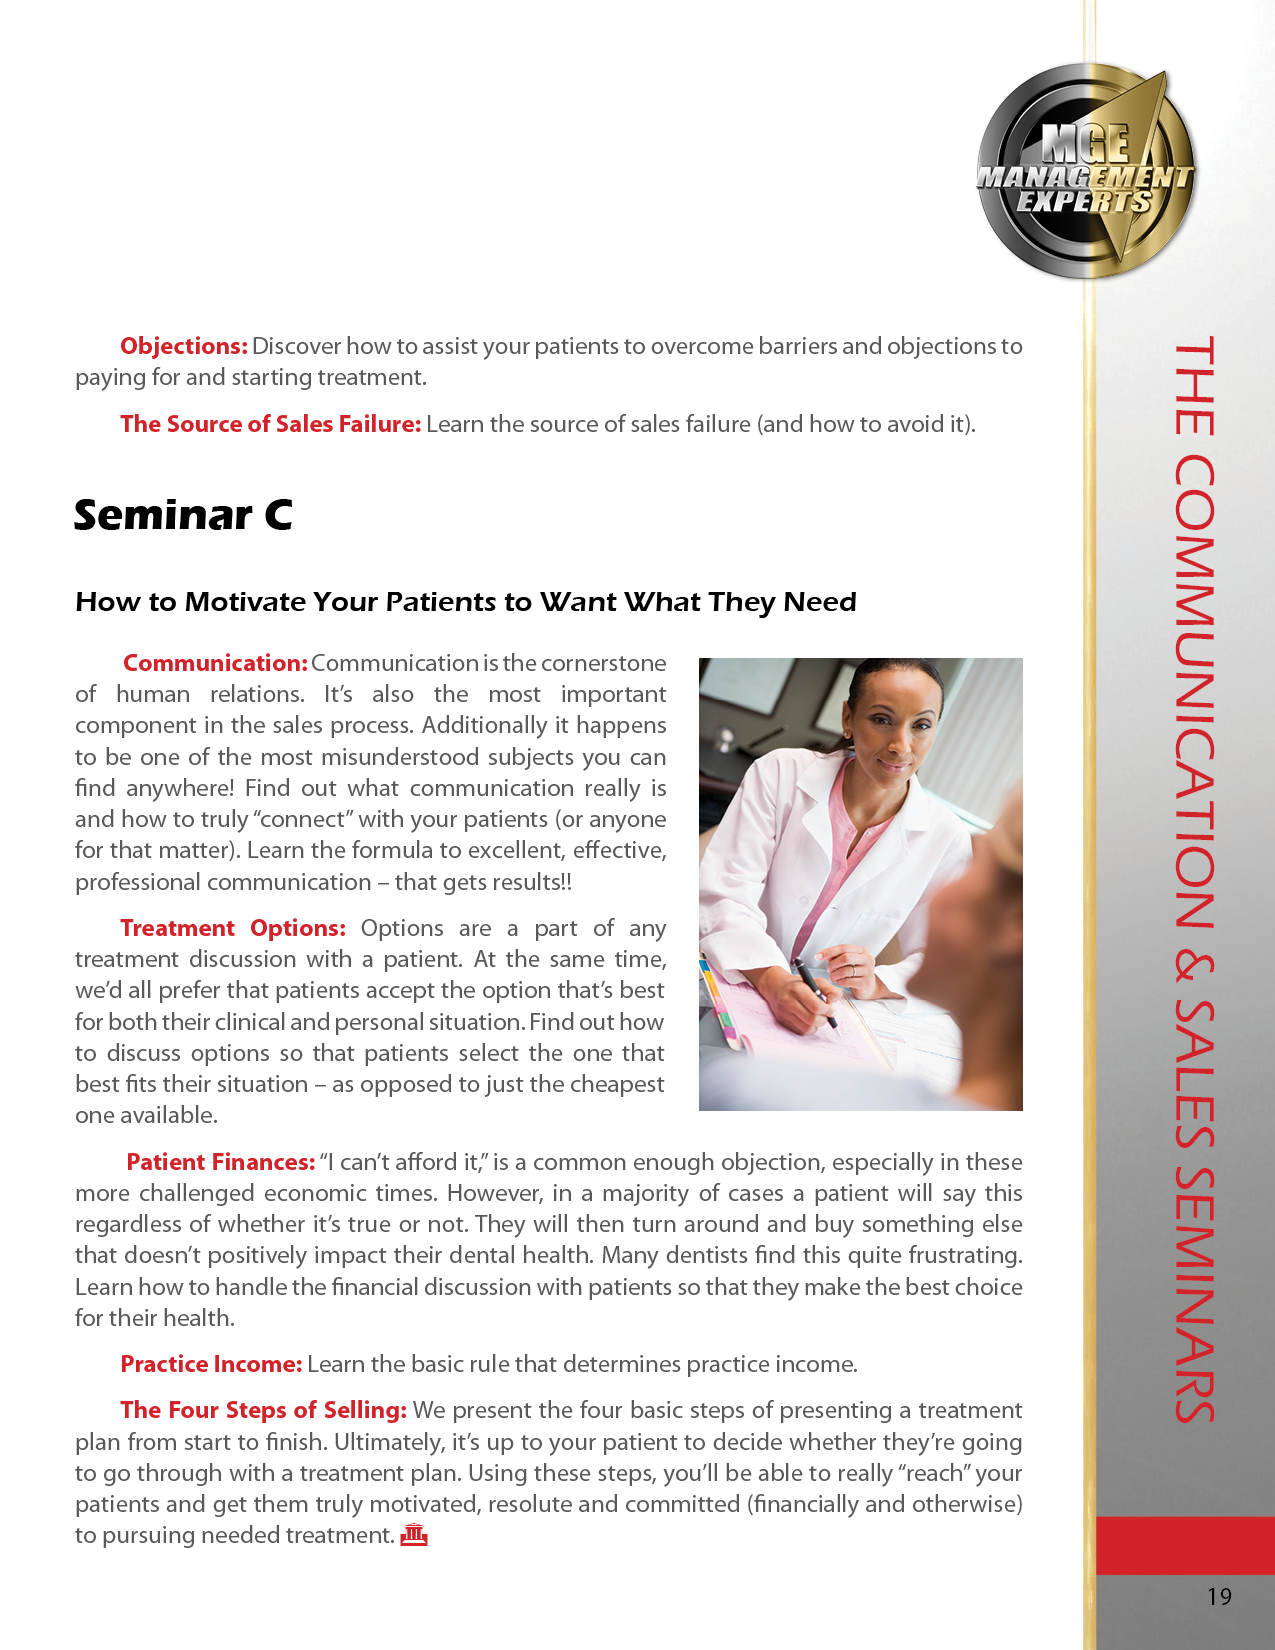 MGE
MANAGEMENT
EXPERTS
Objections: Discover how to assist your patients to overcome barriers and objections to
paying for and starting treatment.
The Source of Sales Failure: Learn the source of sales failure (and how to avoid it).
Seminar C
How to Motivate Your Patients to Want What They Need
Communication: Communication is the cornerstone
of human relations. It’s also the most important
component in the sales process. Additionally it happens
to be one of the most misunderstood subjects you can
find anywhere! Find out what communication really is
and how to truly “connect” with your patients (or anyone
for that matter). Learn the formula to excellent, effective,
professional communication – that gets results!!
Treatment Options: Options are a part of any
treatment discussion with a patient. At the same time,
we’d all prefer that patients accept the option that’s best
for both their clinical and personal situation. Find out how
to discuss options so that patients select the one that
best fits their situation – as opposed to just the cheapest
one available.
Patient Finances: “I can’t afford it,” is a common enough objection, especially in these
more challenged economic times. However, in a majority of cases a patient will say this
regardless of whether it’s true or not. They will then turn around and buy something else
that doesn’t positively impact their dental health. Many dentists find this quite frustrating.
Learn how to handle the financial discussion with patients so that they make the best choice
for their health.
Practice Income: Learn the basic rule that determines practice income.
The Four Steps of Selling: We present the four basic steps of presenting a treatment
plan from start to finish. Ultimately, it’s up to your patient to decide whether they’re going
to go through with a treatment plan. Using these steps, you’ll be able to really “reach” your
patients and get them truly motivated, resolute and committed (financially and otherwise)
to pursuing needed treatment.
THE COMMUNICATION & SALES SEMINARS
19